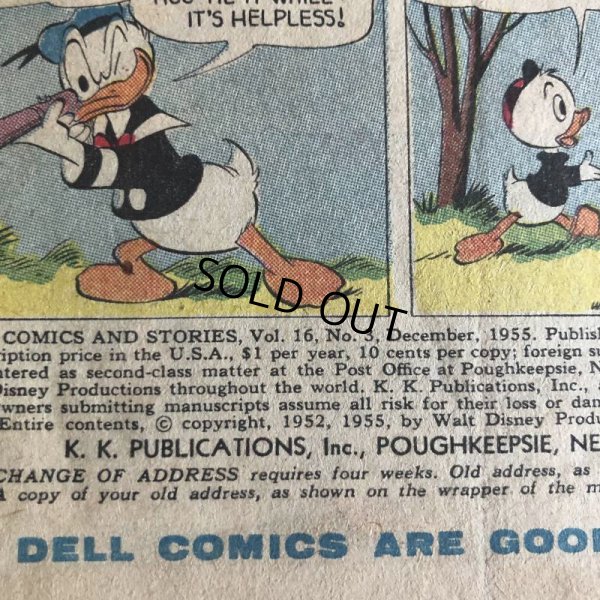 IT'S HELPLESS!
SOLD OUT
COMICS AND STORIES, Vol. 16, No. 3, December, 1955. Publish
ription price in the U.S.A., $1 per year, 10 cents per copy; foreign su
ntered as second-class matter at the Post Office at Poughkeepsie, N
Disney Productions throughout the world. K. K. Publications, Inc.,
wners submitting manuscripts assume all risk for their loss or dam
Entire contents, © copyright, 1952, 1955, by Walt Disney Produ
K. K. PUBLICATIONS, Inc., POUGHKEEPSIE, NE
CHANGE OF ADDRESS requires four weeks. Old address, as
A copy of your old address, as shown on the wrapper of the m
DELL COMICS ARE GOO